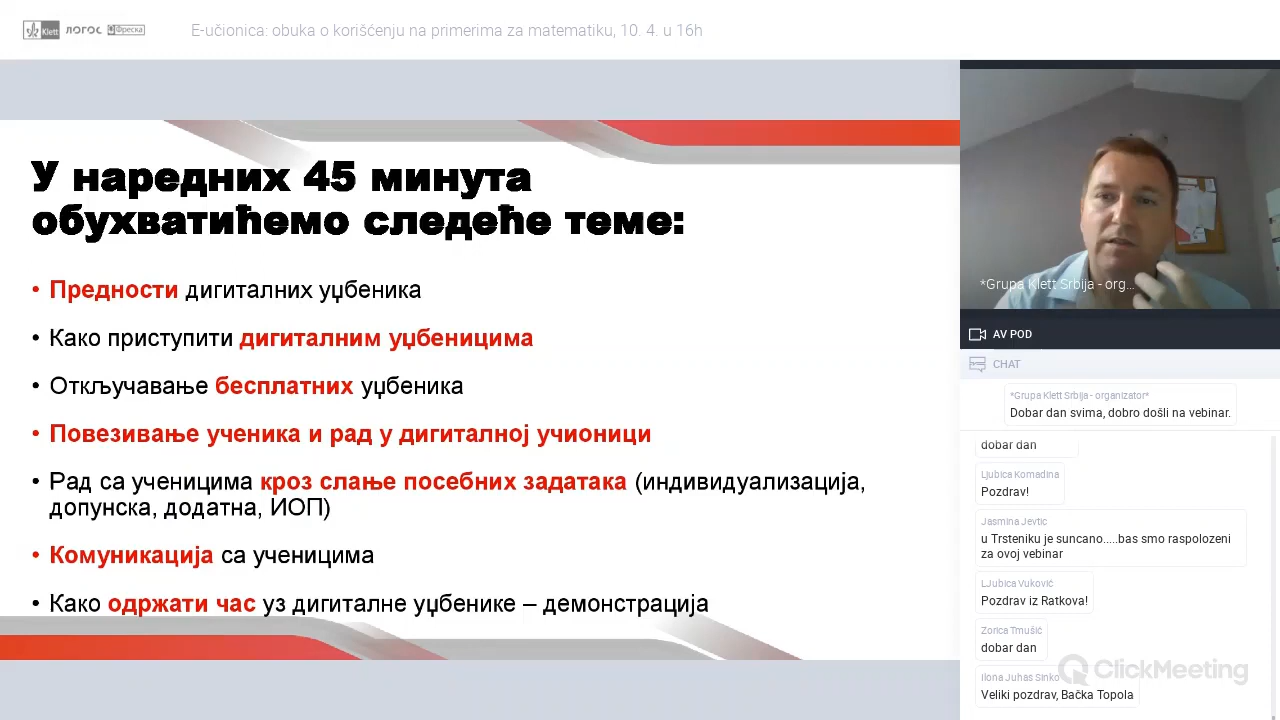 Klett ЛОГОС Фреска
E-učionica: obuka o korišćenju na primerima za matematiku, 10. 4. u 16h
У наредних 45 минута
обухватићемо следеће теме:
• Предности дигиталних уџбеника
• Како приступити дигиталним уџбеницима
• Откључавање бесплатних уџбеника
• Повезивање ученика и рад у дигиталној учионици
• Рад са ученицима кроз слање посебних задатака (индивидуализација,
допунска, додатна, ИОП)
• Комуникација са ученицима
• Како одржати час уз дигиталне уџбенике – демонстрација
*Grupa Klett Srbija - org...
AV POD
CHAT
*Grupa Klett Srbija - organizator*
Dobar dan svima, dobro došli na vebinar.
dobar dan
Ljubica Komadina
Pozdrav!
Jasmina Jevtic
u Trsteniku je suncano.....bas smo raspolozeni
za ovoj vebinar
LJubica Vuković
Pozdrav iz Ratkova!
Zorica Tmušić
dobar dan
Ilona Juhas Sinko
Veliki pozdrav, Bačka Topola
ClickMeeting